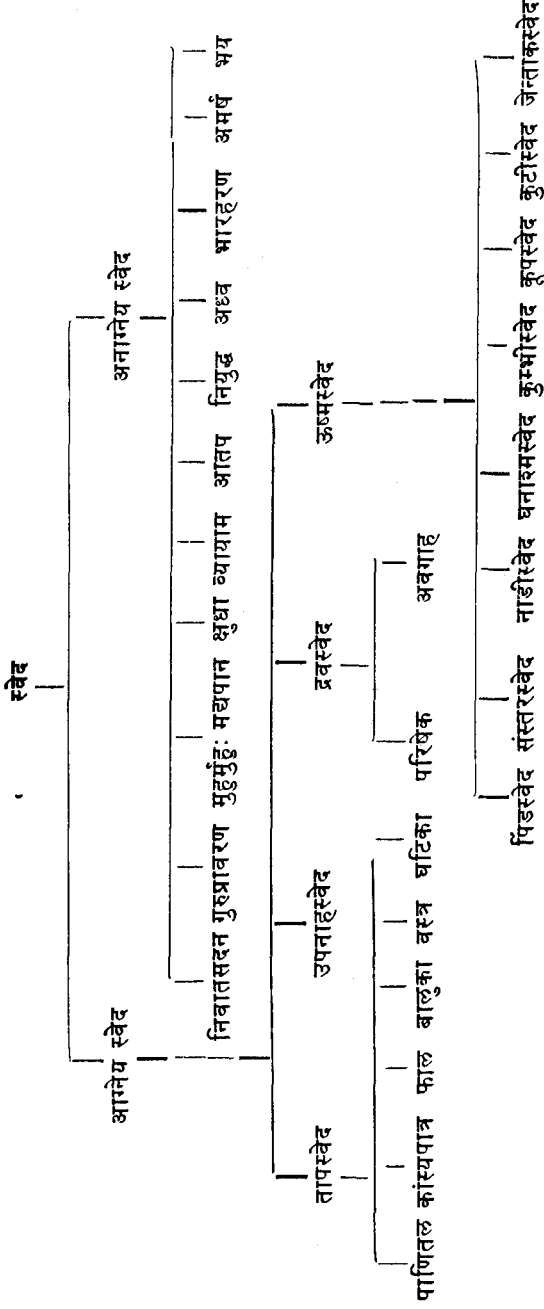 स्वेद
आग्नेय स्वेद अनाग्नेय स्वेद
निवातसदन गुरुप्रावरण मुहुर्मुहुः मद्यपान क्षुधा व्यायाम आतप नियुद्ध अध्व भारहरण अमर्ष भय
तापस्वेद उपनाहस्वेद द्रवस्वेद ऊष्मस्वेद
पाणितल कांस्यपात्र फाल बालुका वस्त्र घटिका परिषेक अवगाह
पिंडस्वेद संस्तरस्वेद नाडीस्वेद घनाश्मस्वेद कुम्भीस्वेद कूपस्वेद कुटीस्वेद जेन्ताकस्वेद